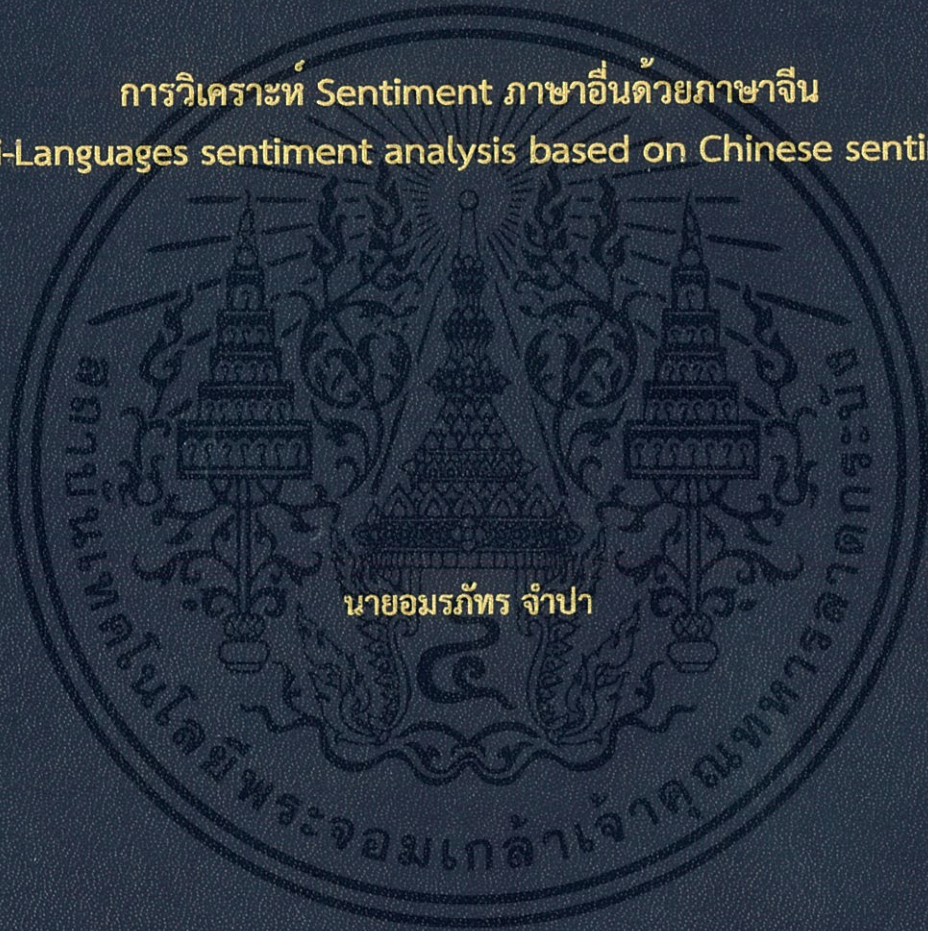 การวิเคราะห์ Sentiment ภาษาอื่นด้วยภาษาจีน
i-Languages sentiment analysis based on Chinese senti
นายอมรภัทร จำปา
๔
สถาบันเทคโนโลยีพระจอมเกล้าเจ้าคุณทหารลาดกระบัง